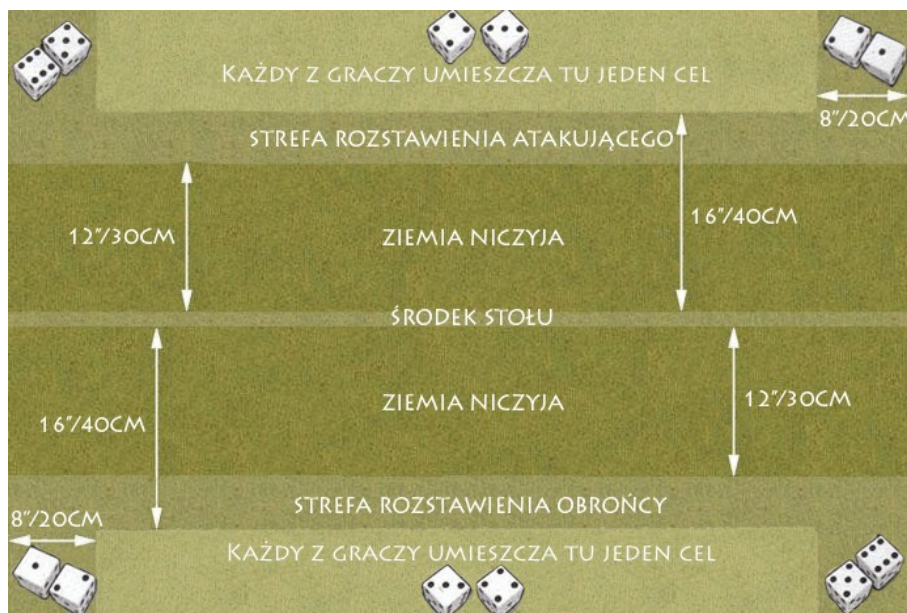 KAŻDY Z GRACZY UMIESZCZA TU JEDEN CEL
8"/20CM
STREFA ROZSTAWIENIA ATAKUJĄCEGO
12"/30CM
ZIEMIA NICZYJA
16"/40CM
ŚRODEK STOŁU
ZIEMIA NICZYJA
12"/30CM
16"/40CM
STREFA ROZSTAWIENIA OBROŃCY
8"/20CM
KAŻDY Z GRACZY UMIESZCZA TU JEDEN CEL